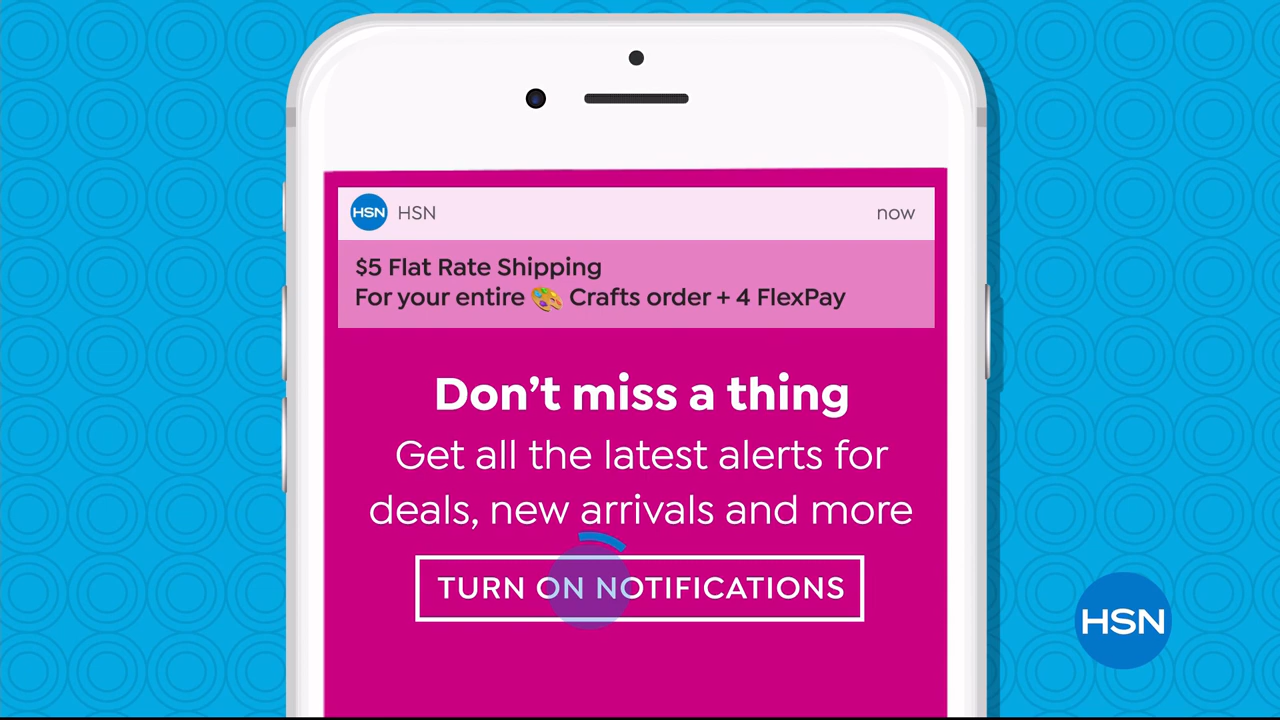 HSN HSN now
$5 Flat Rate Shipping
For your entire 🎨 Crafts order + 4 FlexPay
Don't miss a thing
Get all the latest alerts for
deals, new arrivals and more
TURN ON NOTIFICATIONS
HSN